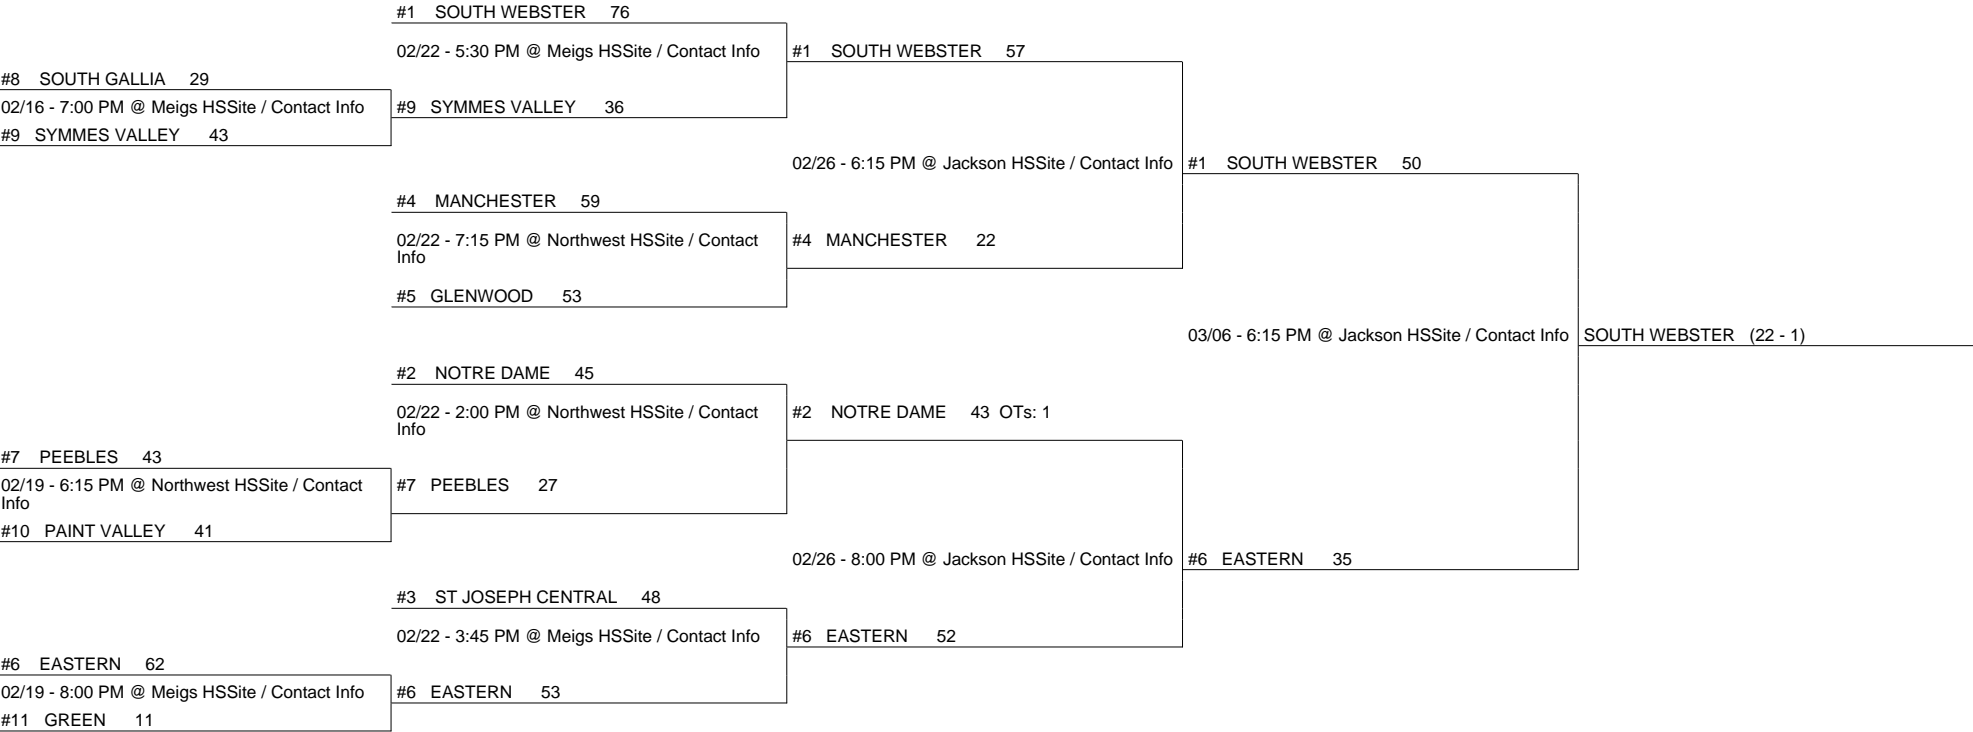 #1 SOUTH WEBSTER 76
02/22 - 5:30 PM @ Meigs HSSite / Contact Info
#1 SOUTH WEBSTER 57
#8 SOUTH GALLIA 29
02/16 - 7:00 PM @ Meigs HSSite / Contact Info
#9 SYMMES VALLEY 36
#9 SYMMES VALLEY 43
02/26 - 6:15 PM @ Jackson HSSite / Contact Info
#1 SOUTH WEBSTER 50
#4 MANCHESTER 59
02/22 - 7:15 PM @ Northwest HSSite / Contact
Info
#4 MANCHESTER 22
#5 GLENWOOD 53
03/06 - 6:15 PM @ Jackson HSSite / Contact Info
SOUTH WEBSTER (22 - 1)
#2 NOTRE DAME 45
02/22 - 2:00 PM @ Northwest HSSite / Contact
Info
#2 NOTRE DAME 43 OTs: 1
#7 PEEBLES 43
02/19 - 6:15 PM @ Northwest HSSite / Contact
Info
#7 PEEBLES 27
#10 PAINT VALLEY 41
02/26 - 8:00 PM @ Jackson HSSite / Contact Info
#6 EASTERN 35
#3 ST JOSEPH CENTRAL 48
02/22 - 3:45 PM @ Meigs HSSite / Contact Info
#6 EASTERN 52
#6 EASTERN 62
02/19 - 8:00 PM @ Meigs HSSite / Contact Info
#6 EASTERN 53
#11 GREEN 11